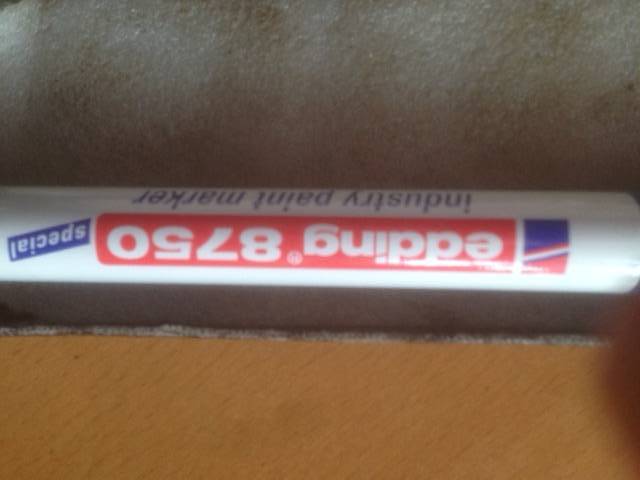 edding® 8750
special
industry paint marker